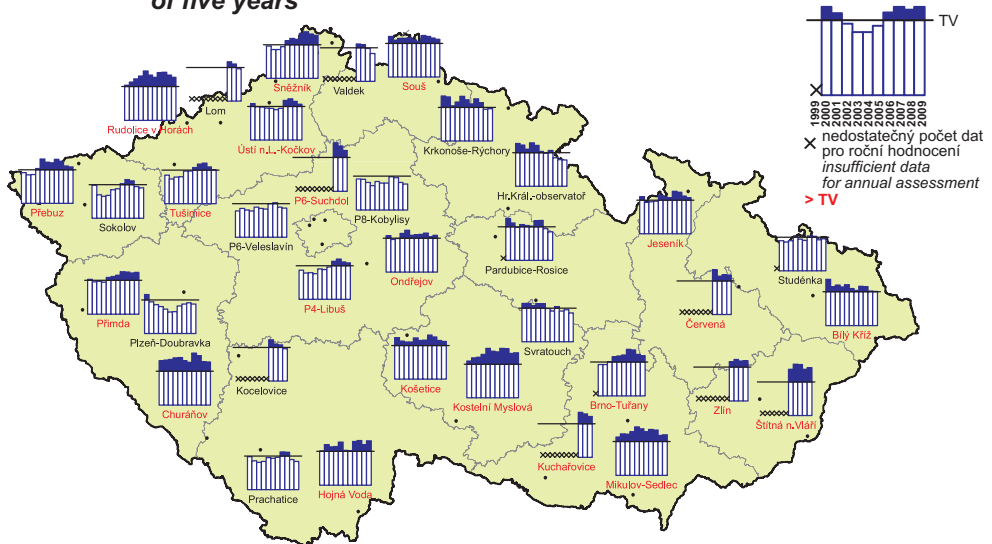 of five years
TV
1999 2000 2001 2002 2003 2004 2005 2006 2007 2008 2009
× nedostatečný počet dat
pro roční hodnocení
insufficient data
for annual assessment
> TV
Sněžník
Valdek
Souš
Lom
Rudolice v Horách
Ústí n.L.-Kočkov
Krkonoše-Rýchory
Přebuz
Sokolov
Tušimice
P6-Suchdol
P8-Kobylisy
Hr.Král.-observatoř
P6-Veleslavín
Ondřejov
Pardubice-Rosice
Jeseník
Studénka
Přimda
P4-Libuš
Plzeň-Doubravka
Svratouch
Červená
Bílý Kříž
Churáňov
Kocelovice
Košetice
Kostelní Myslová
Brno-Tuřany
Zlín
Štítná n.Vláří
Prachatice
Hojná Voda
Kuchařovice
Mikulov-Sedlec